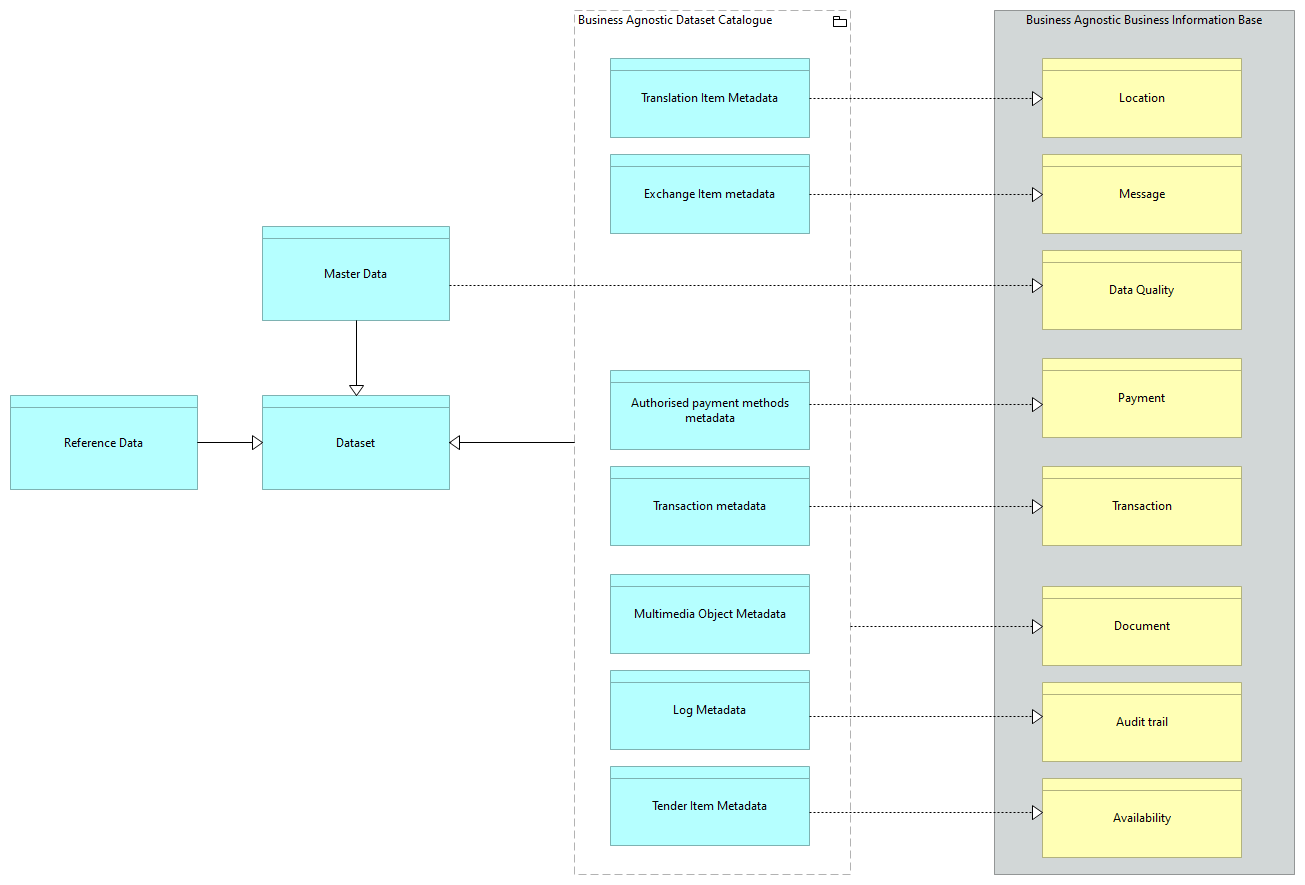 Business Agnostic Dataset Catalogue
Business Agnostic Business Information Base
Translation Item Metadata
Location
Exchange Item metadata
Message
Master Data
Data Quality
Authorised payment methods
metadata
Payment
Reference Data
Dataset
Transaction metadata
Transaction
Multimedia Object Metadata
Document
Log Metadata
Audit trail
Tender Item Metadata
Availability